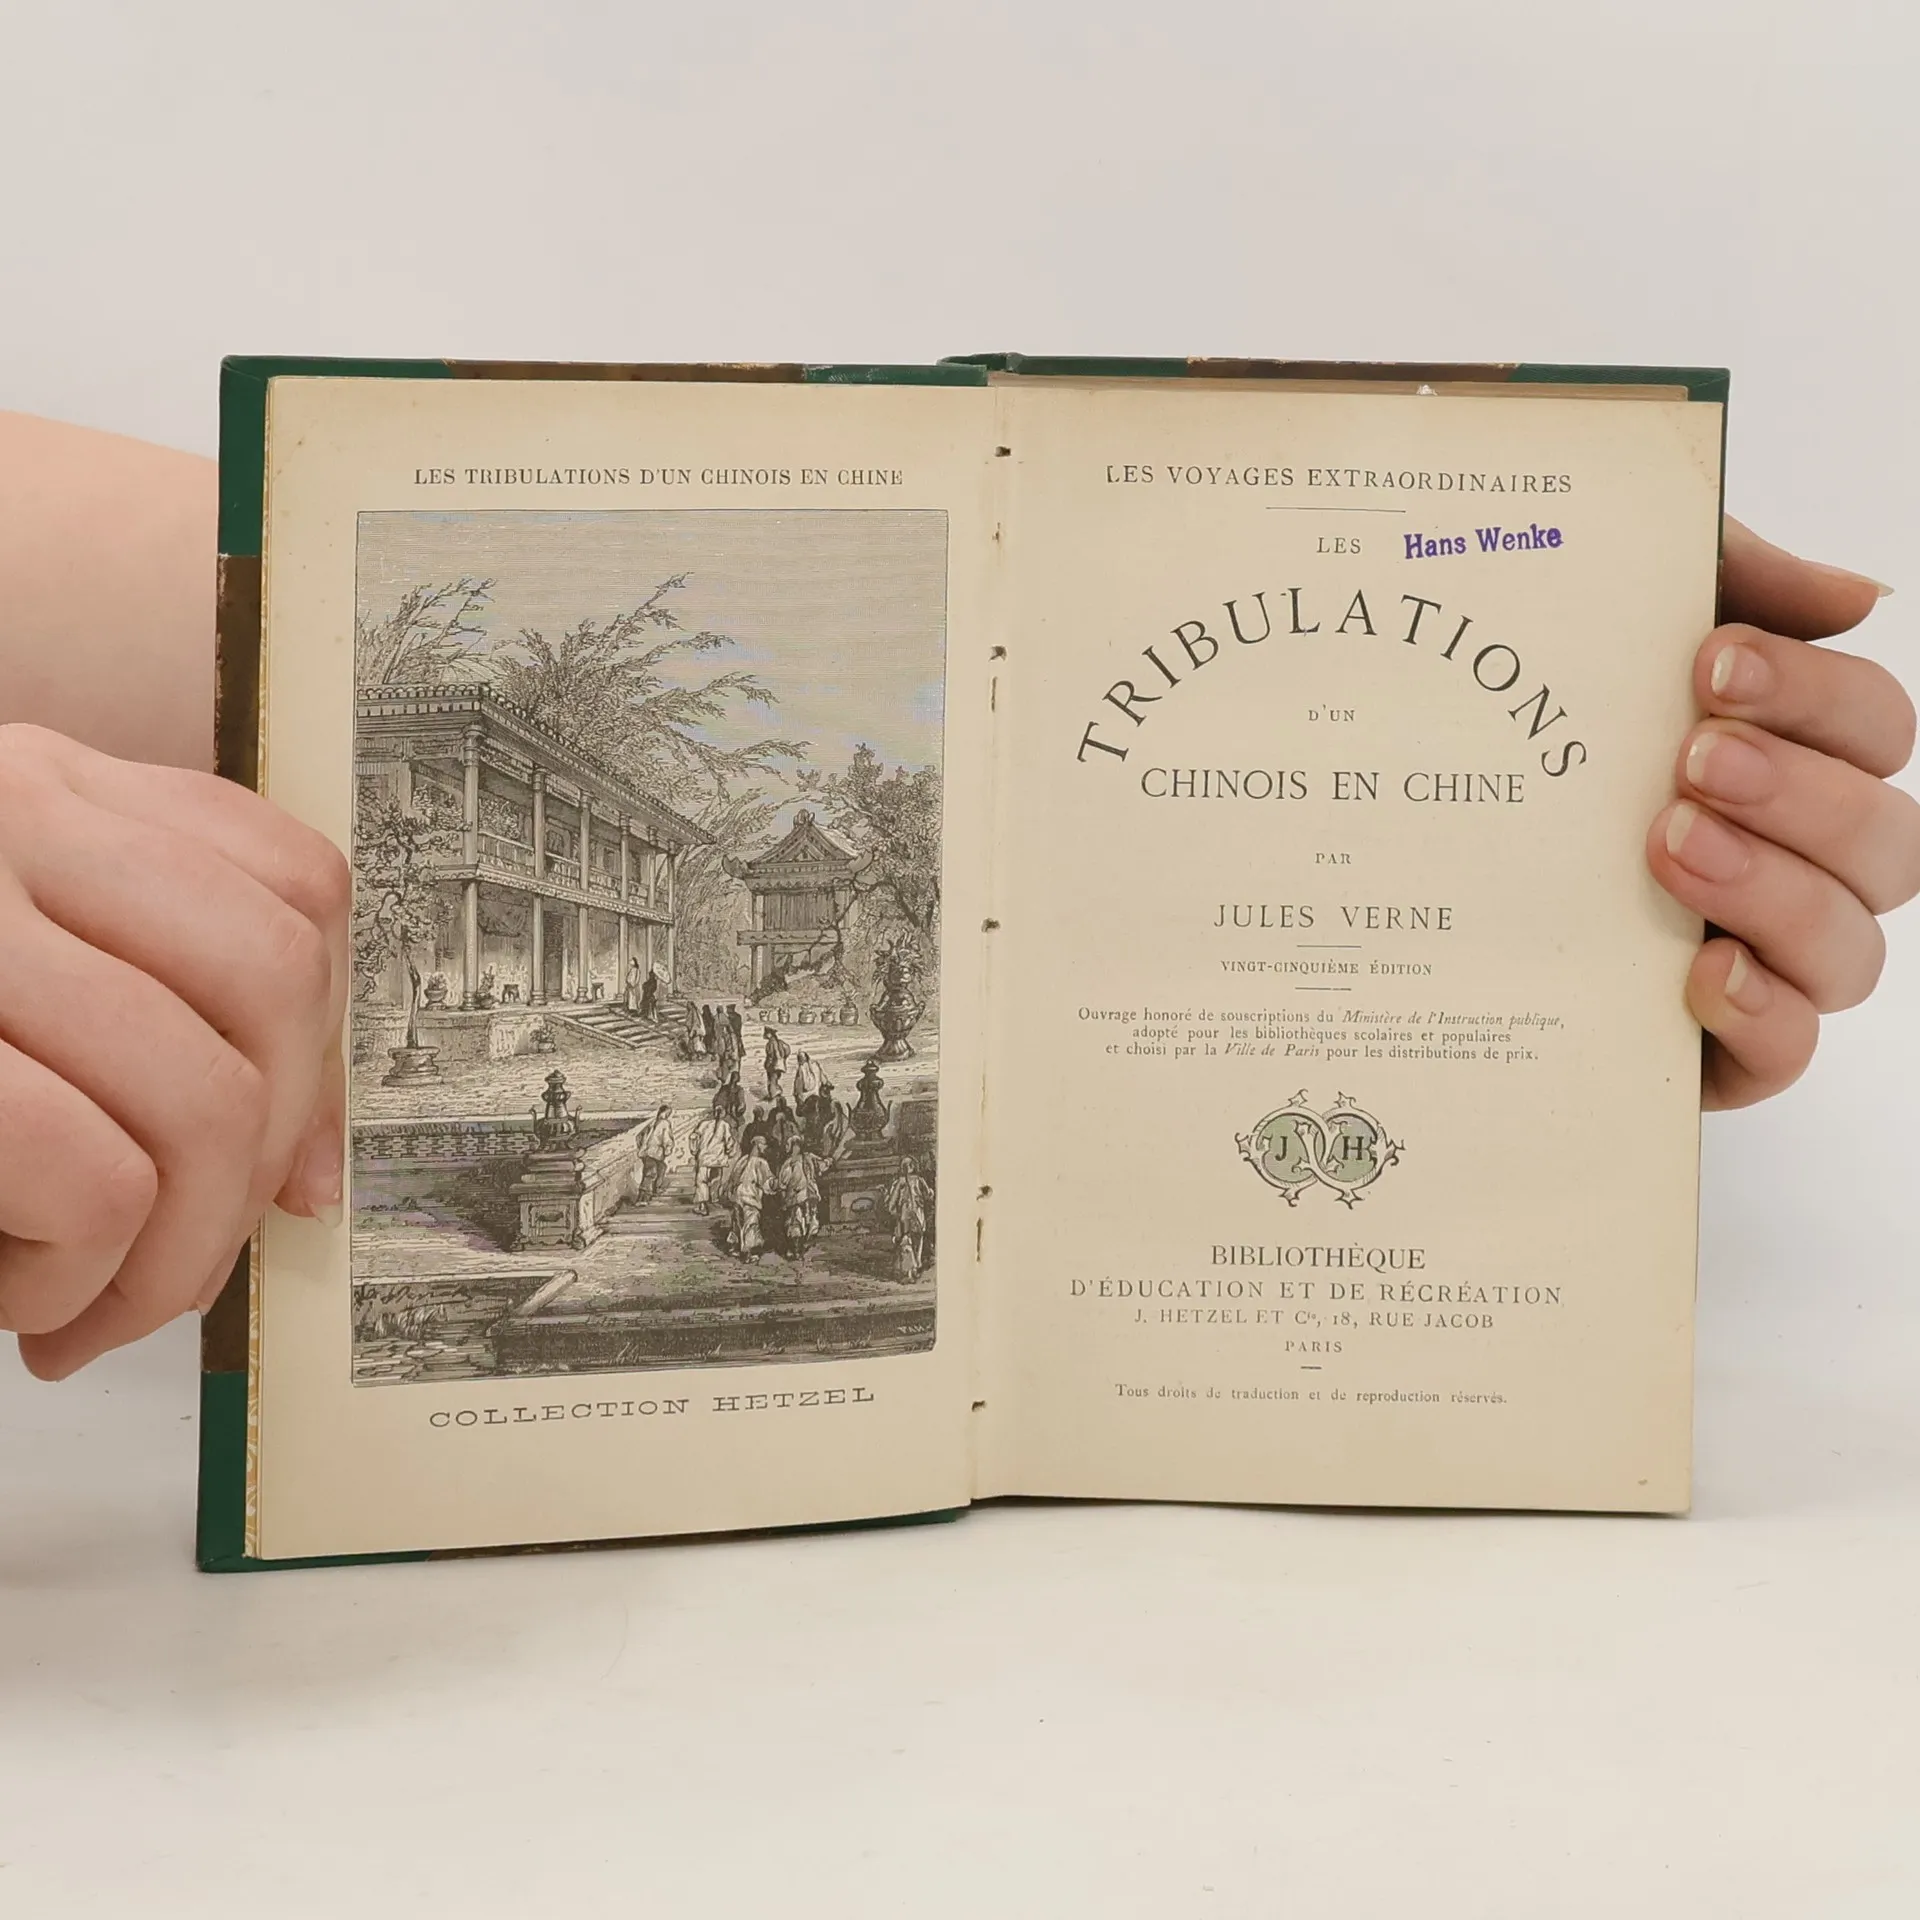 LES TRIBULATIONS D'UN CHINOIS EN CHINE
COLLECTION HETZEL
LES VOYAGES EXTRAORDINAIRES
LES
Hans Wenke
TRIBULATIONS
D'UN
CHINOIS EN CHINE
PAR
JULES VERNE
VINGT-CINQUIÈME ÉDITION
Ouvrage honoré de souscriptions du Ministère de l'Instruction publique,
adopté pour les bibliothèques scolaires et populaires
et choisi par la Ville de Paris pour les distributions de prix.
J H
BIBLIOTHÈQUE
D'ÉDUCATION ET DE RÉCRÉATION
J. HETZEL ET Cie, 18, RUE JACOB
PARIS
Tous droits de traduction et de reproduction réservés.